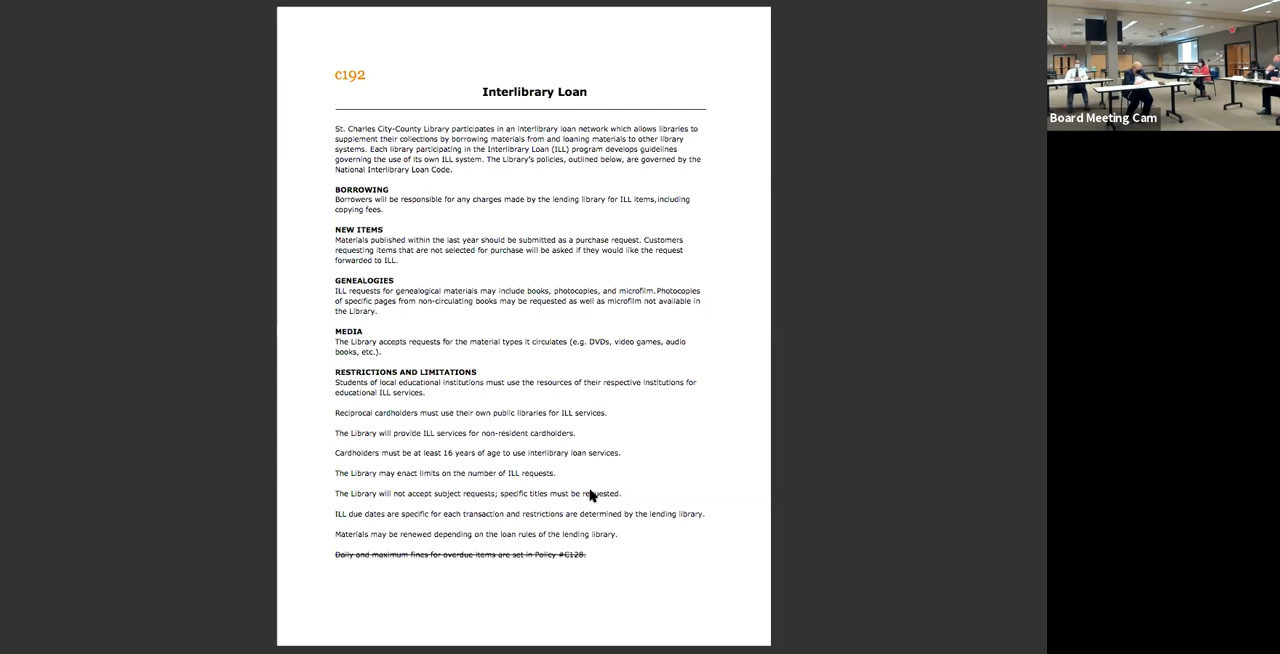 c192
Interlibrary Loan
St. Charles City-County Library participates in an interlibrary loan network which allows libraries to
supplement their collections by borrowing materials from and loaning materials to other library
systems. Each library participating in the Interlibrary Loan (ILL) program develops guidelines
governing the use of its own ILL system. The Library's policies, outlined below, are governed by the
National Interlibrary Loan Code.
BORROWING
Borrowers will be responsible for any charges made by the lending library for ILL items, including
copying fees.
NEW ITEMS
Materials published within the last year should be submitted as a purchase request. Customers
requesting items that are not selected for purchase will be asked if they would like the request
forwarded to ILL.
GENEALOGIES
ILL requests for genealogical materials may include books, photocopies, and microfilm. Photocopies
of specific pages from non-circulating books may be requested as well as microfilm not available in
the Library.
MEDIA
The Library accepts requests for the material types it circulates (e.g. DVDs, video games, audio
books, etc.).
RESTRICTIONS AND LIMITATIONS
Students of local educational institutions must use the resources of their respective institutions for
educational ILL services.
Reciprocal cardholders must use their own public libraries for ILL services.
The Library will provide ILL services for non-resident cardholders.
Cardholders must be at least 16 years of age to use interlibrary loan services.
The Library may enact limits on the number of ILL requests.
The Library will not accept subject requests; specific titles must be requested.
ILL due dates are specific for each transaction and restrictions are determined by the lending library.
Materials may be renewed depending on the loan rules of the lending library.
Daily and maximum fines for overdue items are set in Policy #C128.
Board Meeting Cam